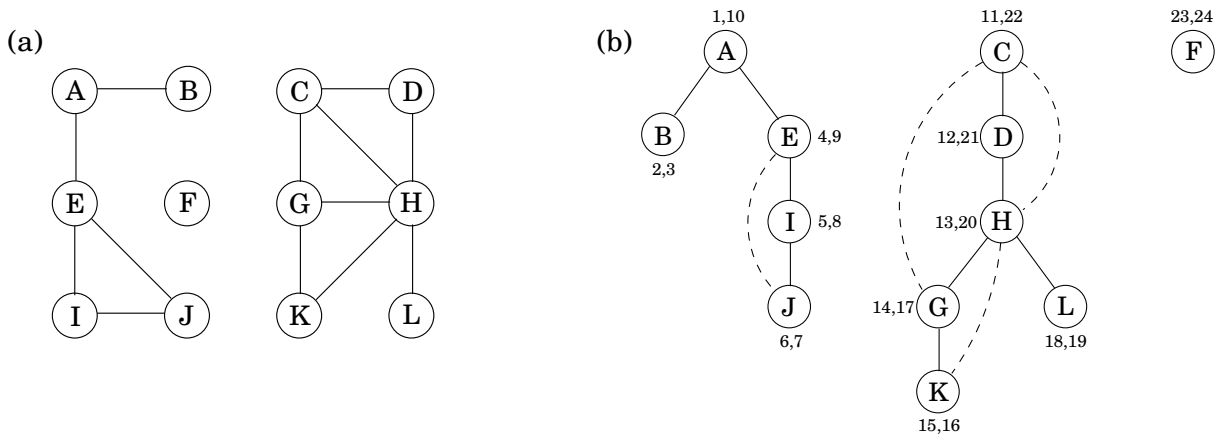 (a)
A B C D
E F G H
I J K L
(b)
1,10 11,22 23,24
A C F
B E 4,9 12,21 D
2,3
I 5,8 13,20 H
J 14,17 G L
6,7 18,19
K
15,16